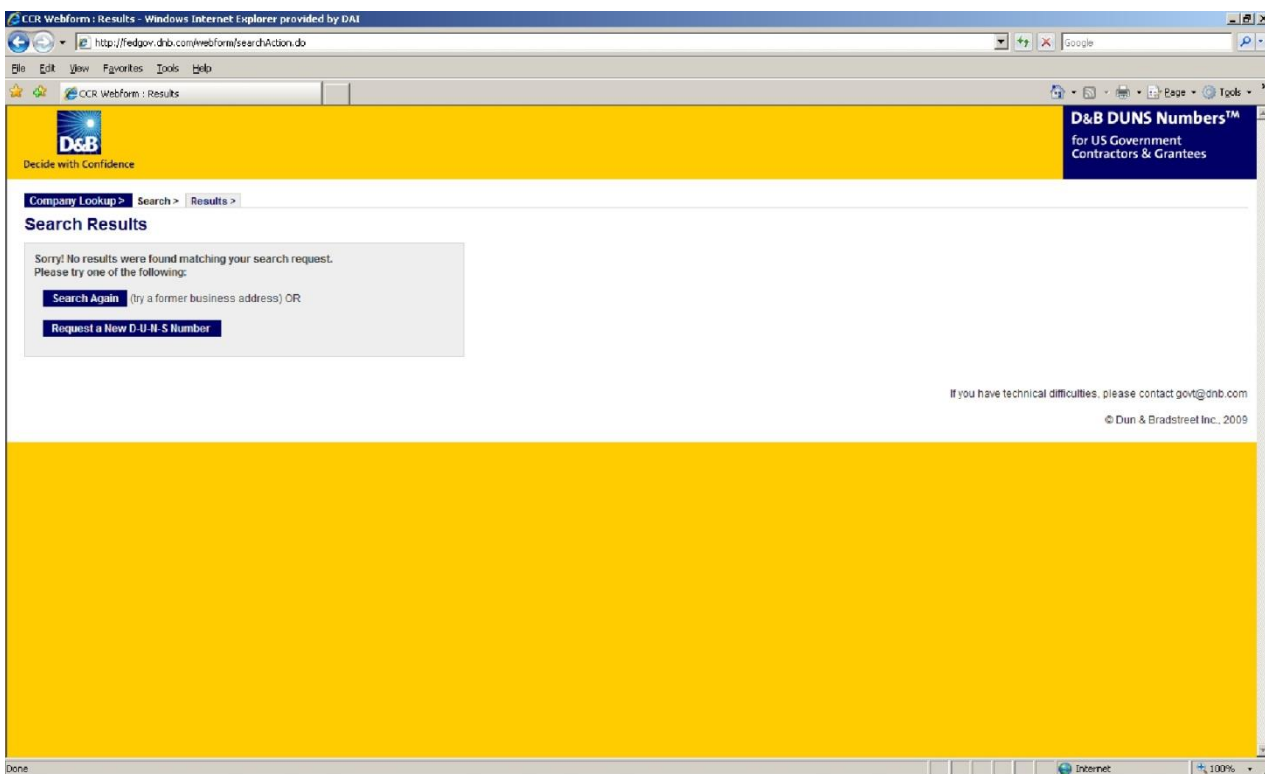 CCR Webform : Results - Windows Internet Explorer provided by DAI
http://fedgov.dnb.com/webform/searchAction.do
Google
File Edit View Favorites Tools Help
CCR Webform : Results
Page Tools
D&B
Decide with Confidence
D&B DUNS Numbers™
for US Government
Contractors & Grantees
Company Lookup > Search > Results >
Search Results
Sorry! No results were found matching your search request.
Please try one of the following:
Search Again (try a former business address) OR
Request a New D-U-N-S Number
If you have technical difficulties, please contact govt@dnb.com
© Dun & Bradstreet Inc., 2009
Done Internet 100%